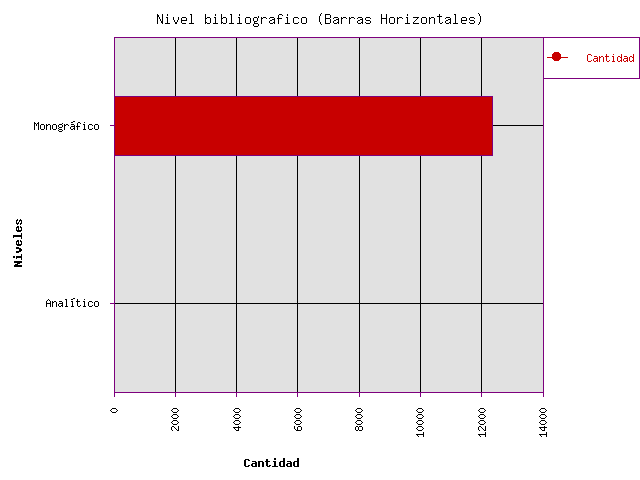 Nivel bibliografico (Barras Horizontales)
Cantidad
Monográfico
Analítico
Niveles
0
2000
4000
6000
8000
10000
12000
14000
Cantidad